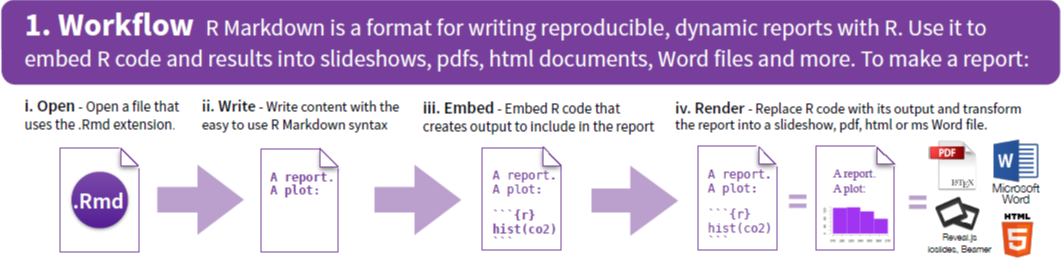 1. Workflow R Markdown is a format for writing reproducible, dynamic reports with R. Use it to
embed R code and results into slideshows, pdfs, html documents, Word files and more. To make a report:
i. Open - Open a file that
uses the .Rmd extension.
ii. Write - Write content with the
easy to use R Markdown syntax
iii. Embed - Embed R code that
creates output to include in the report
iv. Render - Replace R code with its output and transform
the report into a slideshow, pdf, html or ms Word file.
.Rmd
A report.
A plot:
A report.
A plot:
```{r}
hist(co2)
```
A report.
A plot:
```{r}
hist(co2)
```
A report.
A plot:
PDF
LATEX
W
Microsoft
Word
Reveal.js
ioslides, Beamer
HTML
5